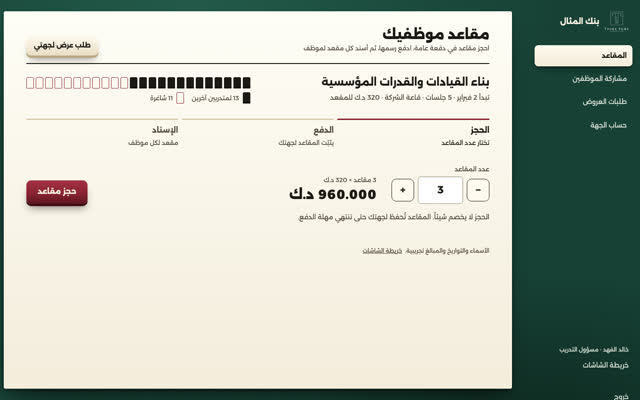 بنك المثال
THREE TURN
المقاعد
مشاركة الموظفين
طلبات العروض
حساب الجهة
خالد الفهد · مسؤول التدريب
خريطة الشاشات
خروج
مقاعد موظفيك
احجز مقاعد في دفعة عامة، ادفع رسمها، ثم أسند كل مقعد لموظف.
طلب عرض لجهتي
بناء القيادات والقدرات المؤسسية
تبدأ 2 فبراير · 5 جلسات · قاعة الشركة · 320 د.ك للمقعد
13 لمتدربين آخرين
11 شاغرة
الحجز
تختار عدد المقاعد
الدفع
يثبّت المقاعد لجهتك
الإسناد
مقعد لكل موظف
عدد المقاعد
− 3 +
3 مقاعد × 320 د.ك
960.000 د.ك
حجز مقاعد
الحجز لا يخصم شيئاً. المقاعد تُحفظ لجهتك حتى تنتهي مهلة الدفع.
الأسماء والتواريخ والمبالغ تجريبية. خريطة الشاشات